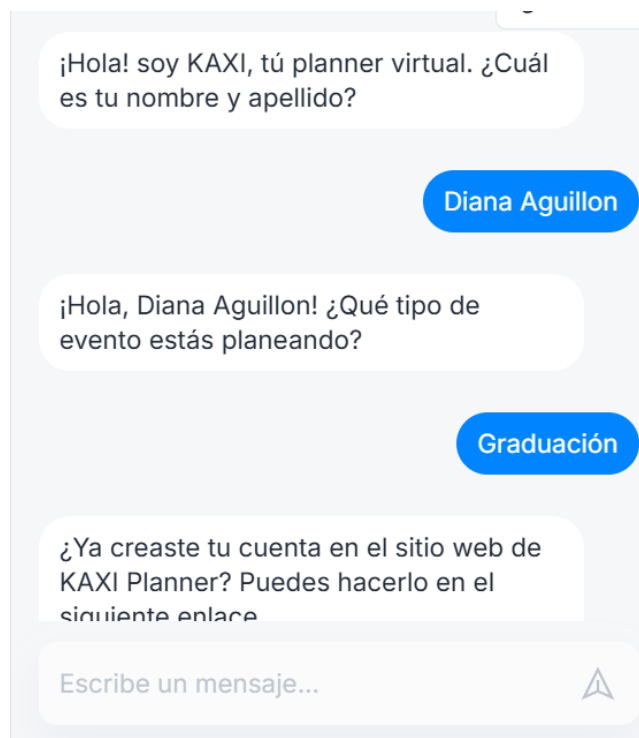 ¡Hola! soy KAXI, tú planner virtual. ¿Cuál
es tu nombre y apellido?
Diana Aguillon
¡Hola, Diana Aguillon! ¿Qué tipo de
evento estás planeando?
Graduación
¿Ya creaste tu cuenta en el sitio web de
KAXI Planner? Puedes hacerlo en el
siguiente enlace
Escribe un mensaje...